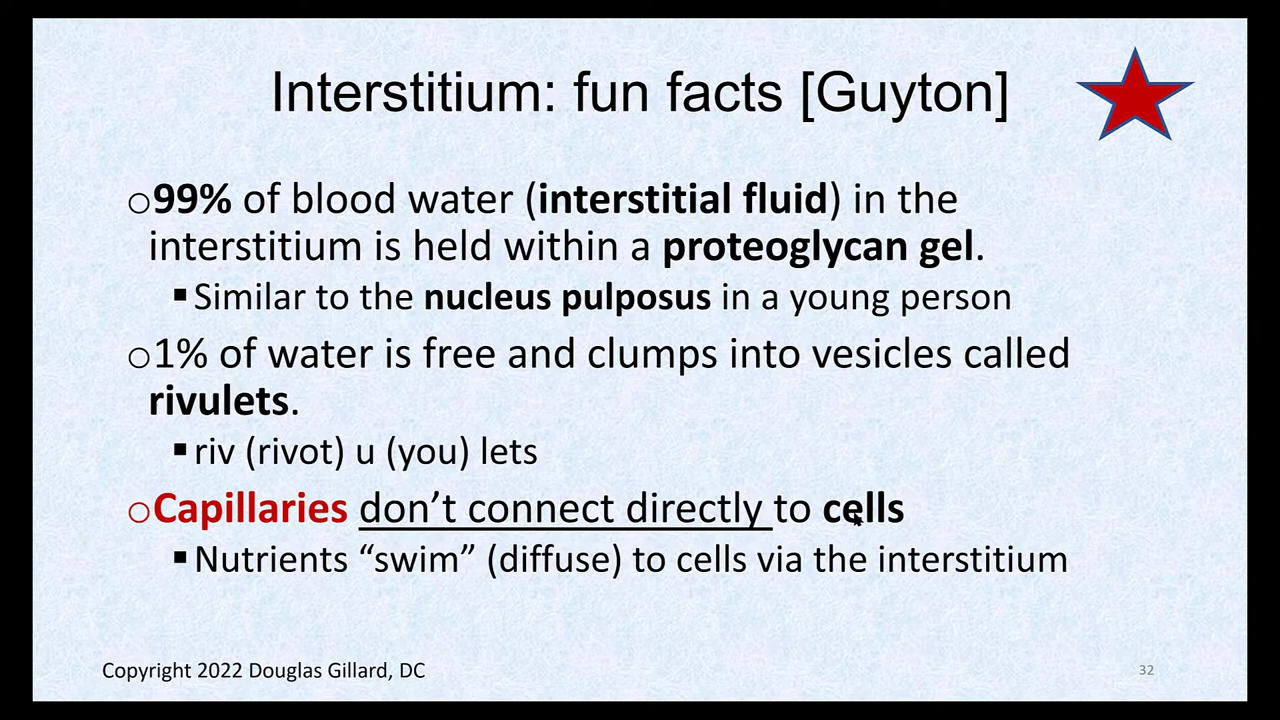 Interstitium: fun facts [Guyton]
o99% of blood water (interstitial fluid) in the
interstitium is held within a proteoglycan gel.
▪Similar to the nucleus pulposus in a young person
o1% of water is free and clumps into vesicles called
rivulets.
▪riv (rivot) u (you) lets
oCapillaries don’t connect directly to cells
▪Nutrients “swim” (diffuse) to cells via the interstitium
Copyright 2022 Douglas Gillard, DC
32